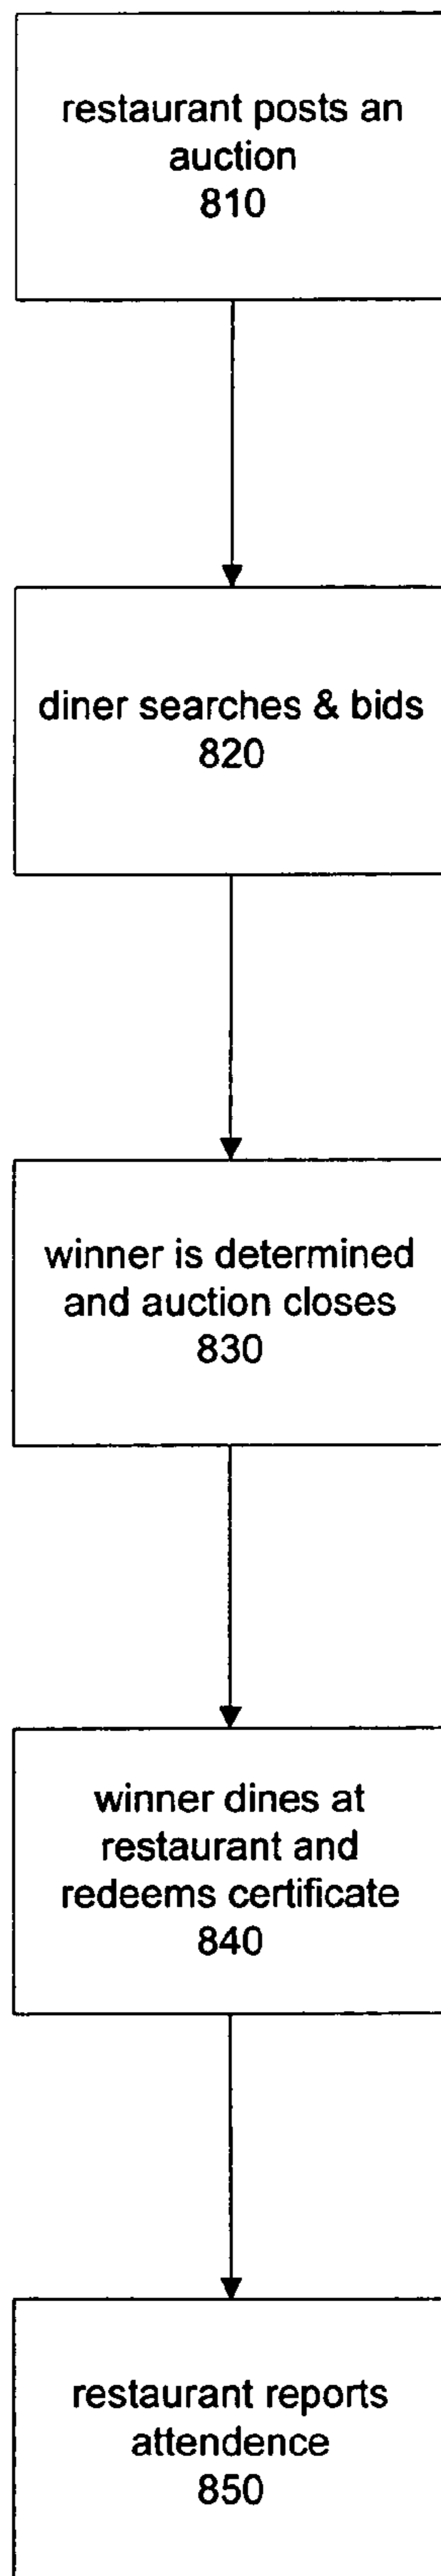 restaurant posts an
auction
810
diner searches & bids
820
winner is determined
and auction closes
830
winner dines at
restaurant and
redeems certificate
840
restaurant reports
attendence
850